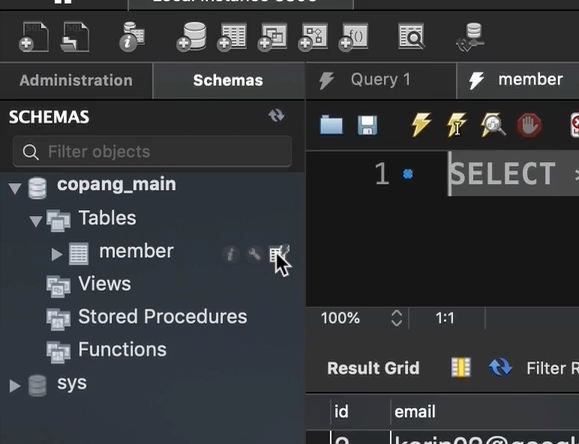 Administration
Schemas
Query 1
member
SCHEMAS
Filter objects
1
SELECT
copang_main
Tables
member
Views
Stored Procedures
Functions
sys
100%
1:1
Result Grid
Filter R
id
email